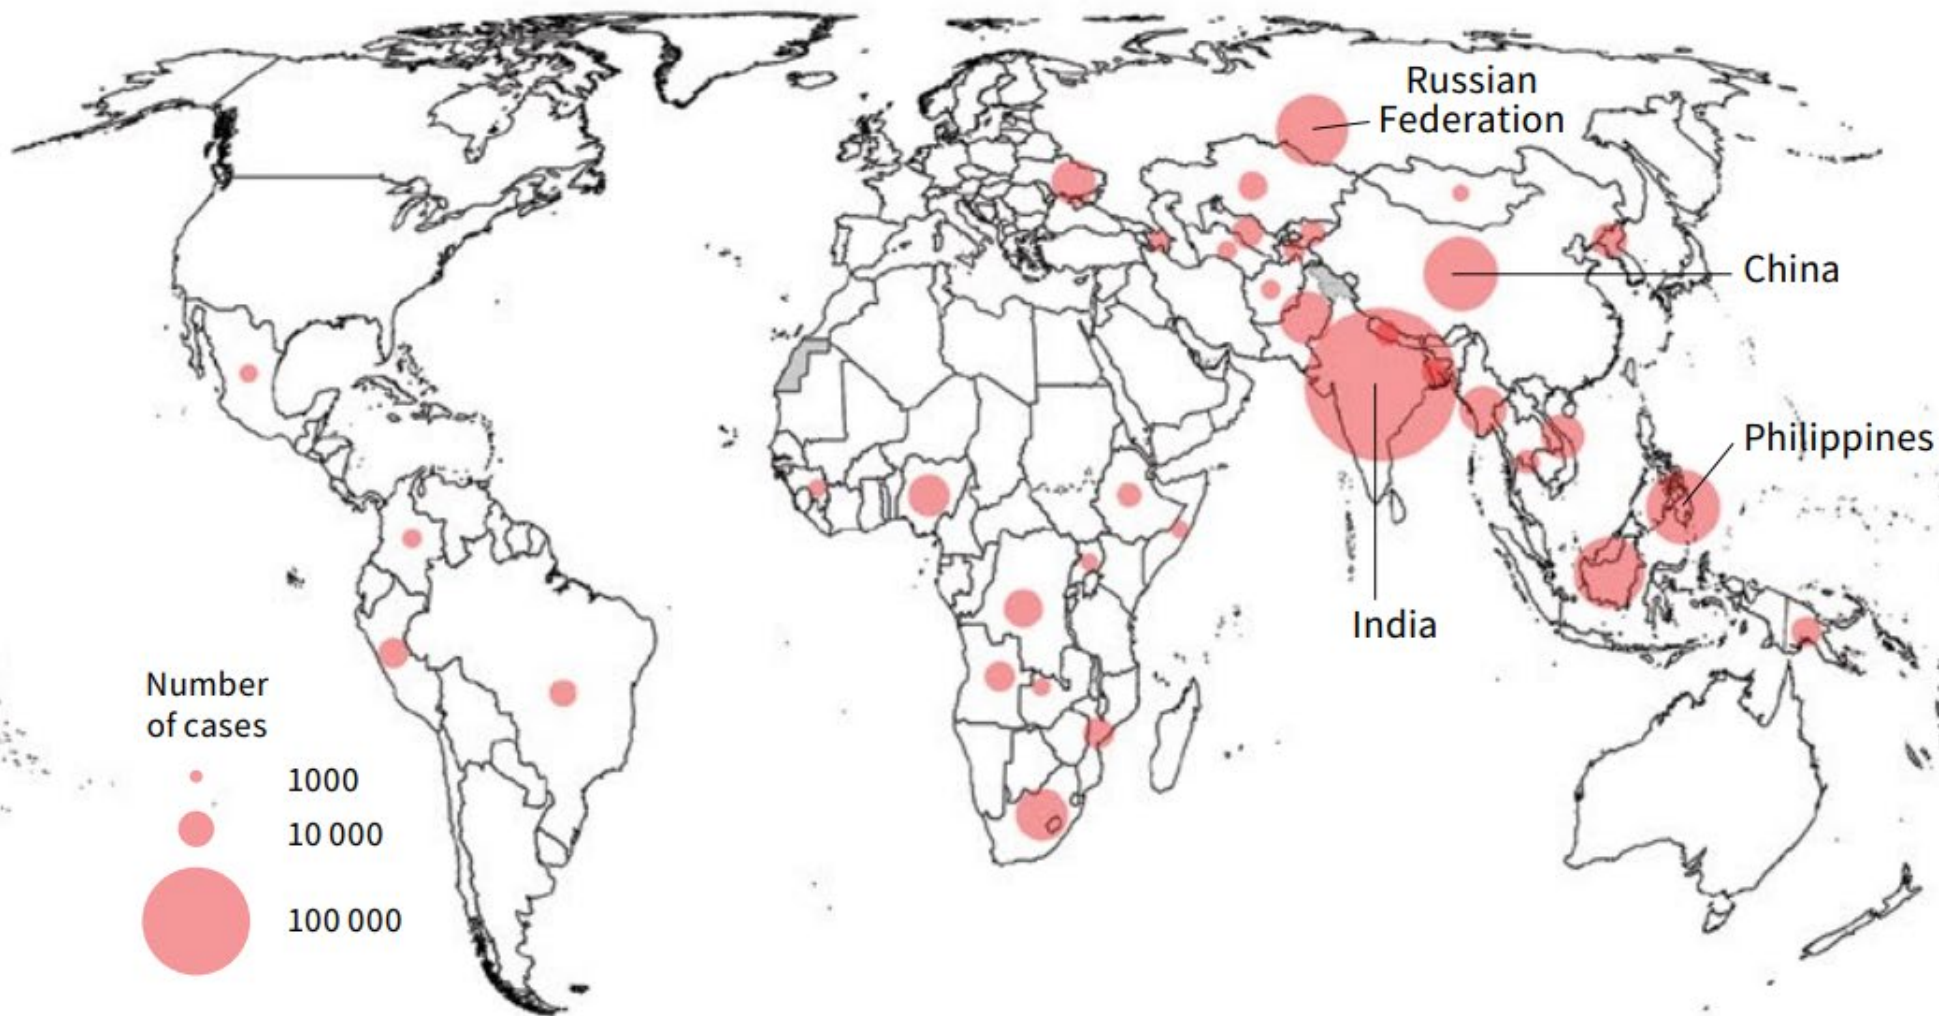 Russian
Federation
China
Philippines
India
Number
of cases
1000
10 000
100 000